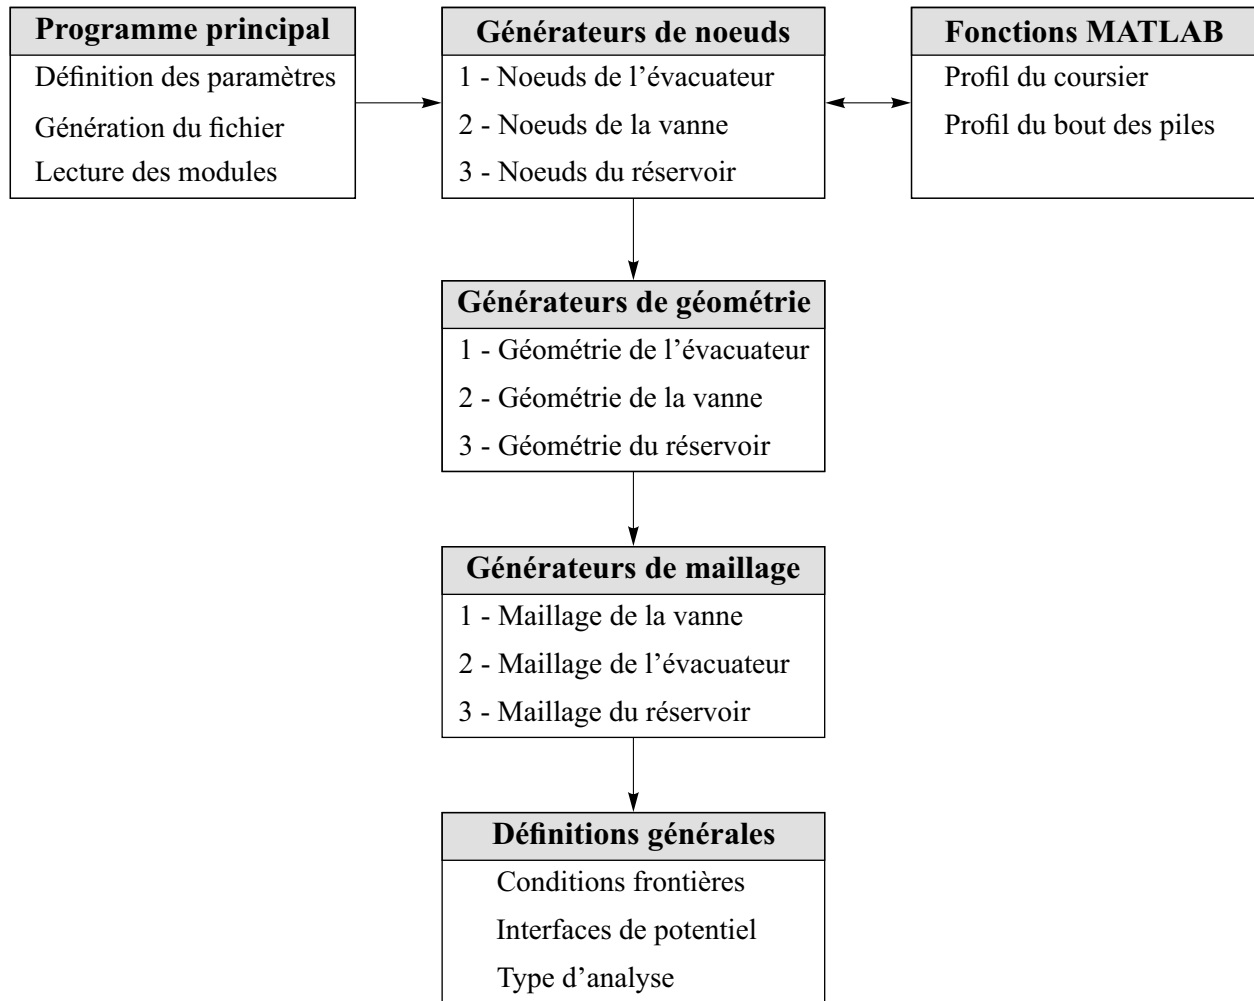 Programme principal
Définition des paramètres
Génération du fichier
Lecture des modules
Générateurs de noeuds
1 - Noeuds de l’évacuateur
2 - Noeuds de la vanne
3 - Noeuds du réservoir
Fonctions MATLAB
Profil du coursier
Profil du bout des piles
Générateurs de géométrie
1 - Géométrie de l’évacuateur
2 - Géométrie de la vanne
3 - Géométrie du réservoir
Générateurs de maillage
1 - Maillage de la vanne
2 - Maillage de l’évacuateur
3 - Maillage du réservoir
Définitions générales
Conditions frontières
Interfaces de potentiel
Type d’analyse